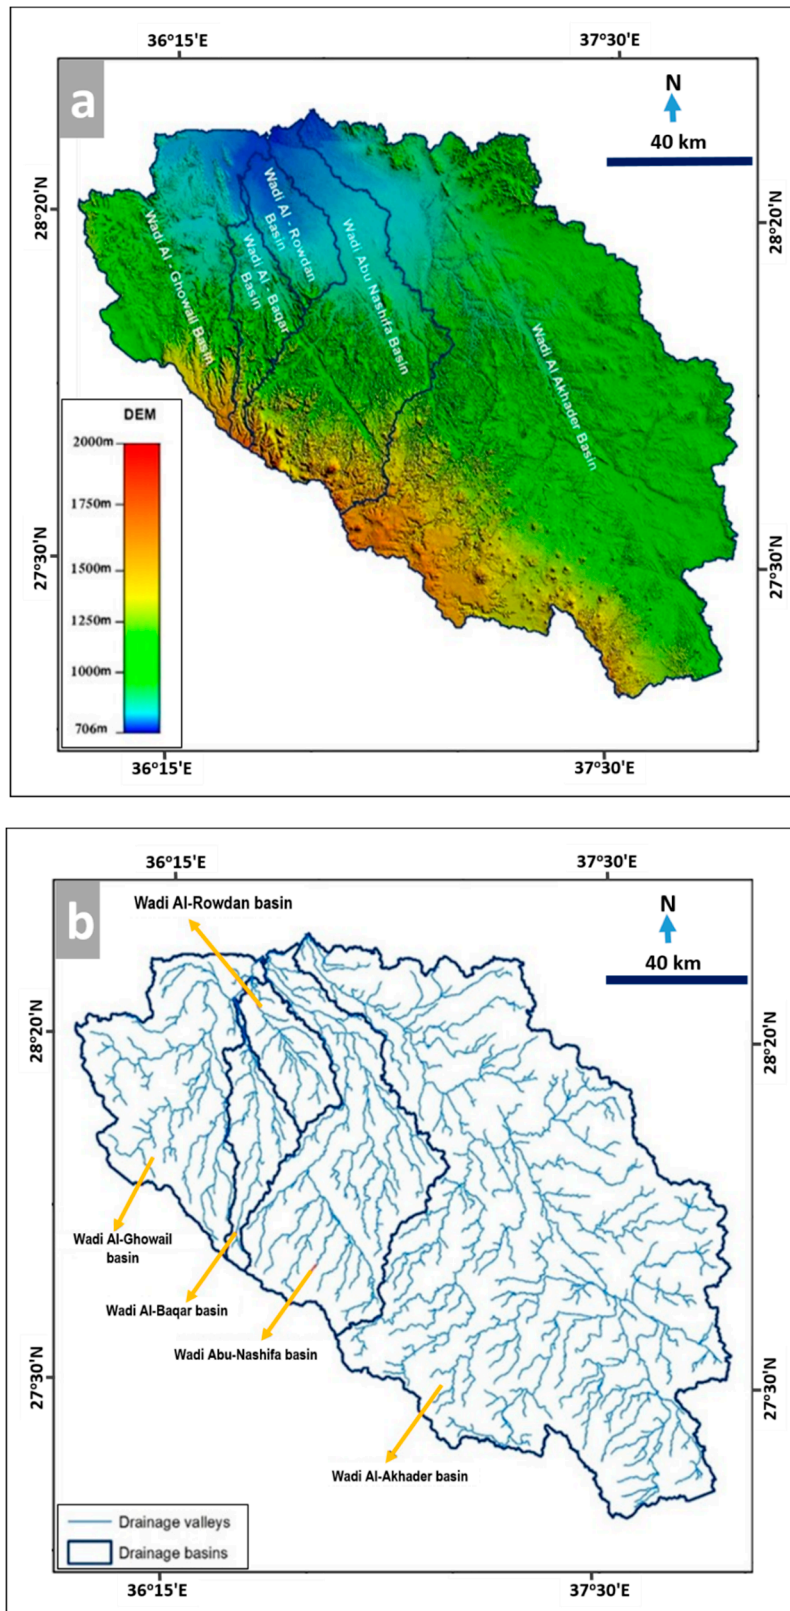 36°15'E
37°30'E
a
N
40 km
28°20'N
28°20'N
Wadi Al - Ghowail Basin
Wadi Al - Baqar
Basin
Wadi Al - Rowdan
Basin
Wadi Abu Nashifa Basin
Wadi Al Akhader Basin
DEM
2000m
1750m
1500m
1250m
1000m
706m
27°30'N
27°30'N
36°15'E
37°30'E
36°15'E
37°30'E
b
Wadi Al-Rowdan basin
N
40 km
28°20'N
28°20'N
Wadi Al-Ghowail
basin
Wadi Al-Baqar basin
Wadi Abu-Nashifa basin
27°30'N
27°30'N
Wadi Al-Akhader basin
Drainage valleys
Drainage basins
36°15'E
37°30'E